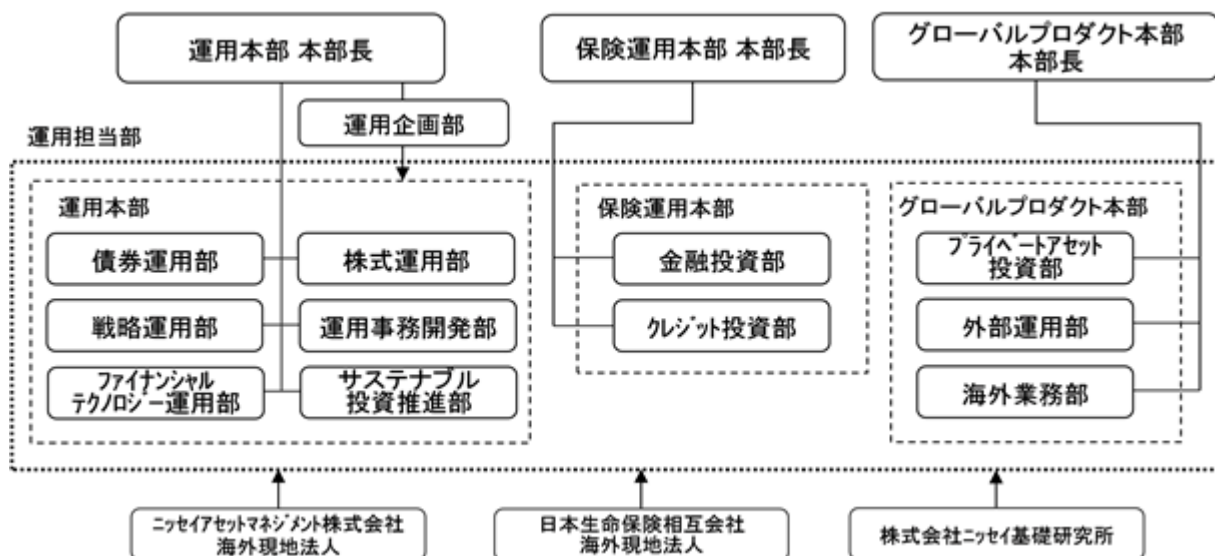 運用本部 本部長
保険運用本部 本部長
グローバルプロダクト本部
本部長
運用企画部
運用担当部
運用本部
債券運用部
株式運用部
戦略運用部
運用事務開発部
ファイナンシャル
テクノロジー運用部
サステナブル
投資推進部
保険運用本部
金融投資部
クレジット投資部
グローバルプロダクト本部
プライベートアセット
投資部
外部運用部
海外業務部
ニッセイアセットマネジメント株式会社
海外現地法人
日本生命保険相互会社
海外現地法人
株式会社ニッセイ基礎研究所